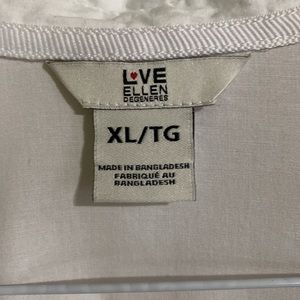 LOVE
ELLEN
DEGENERES
XL/TG
MADE IN BANGLADESH
FABRIQUÉ AU
BANGLADESH